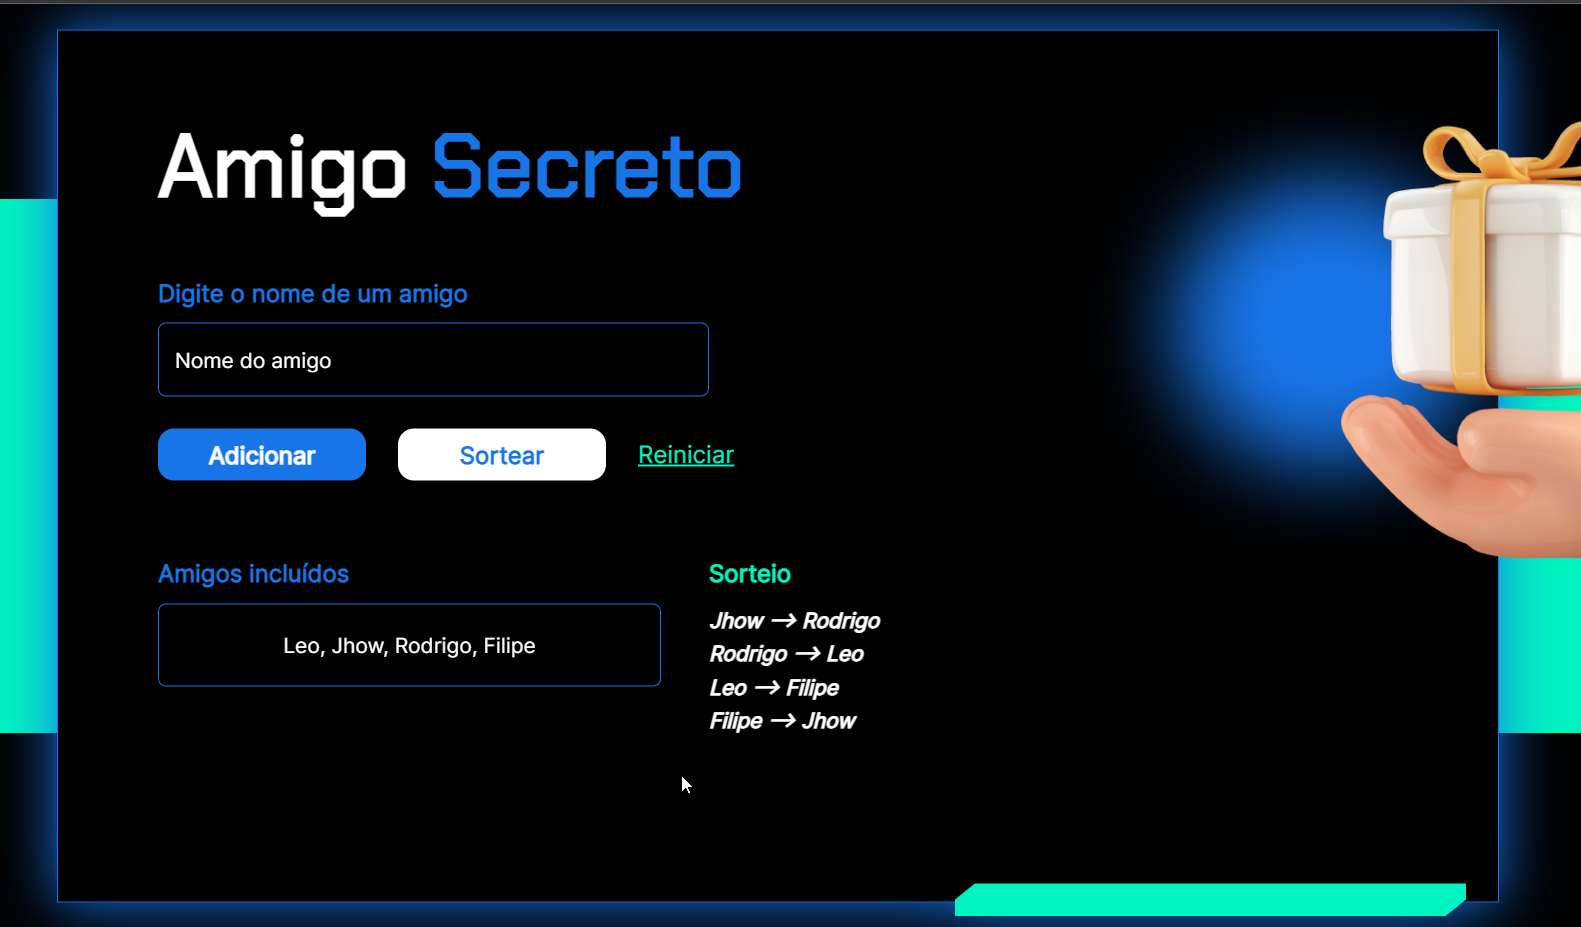 Amigo Secreto
Digite o nome de um amigo
Nome do amigo
Adicionar
Sortear
Reiniciar
Amigos incluídos
Leo, Jhow, Rodrigo, Filipe
Sorteio
Jhow → Rodrigo
Rodrigo → Leo
Leo → Filipe
Filipe → Jhow